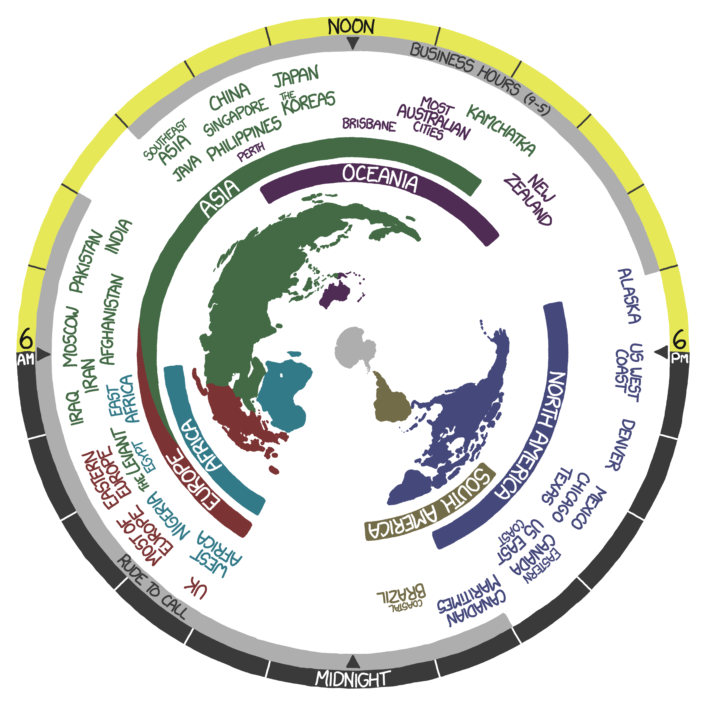 NOON
BUSINESS HOURS (9-5)
6
PM
MIDNIGHT
RUDE TO CALL
6
AM
SOUTHEAST
ASIA
CHINA
SINGAPORE
JAVA
PHILIPPINES
PERTH
JAPAN
THE
KOREAS
BRISBANE
MOST
AUSTRALIAN
CITIES
KAMCHATKA
NEW
ZEALAND
ALASKA
US WEST
COAST
DENVER
MEXICO
CHICAGO
TEXAS
EASTERN
CANADA
US EAST
COAST
CANADIAN
MARITIMES
COASTAL
BRAZIL
UK
WEST
AFRICA
MOST OF
EUROPE
NIGERIA
EASTERN
EUROPE
THE LEVANT
EGYPT
EAST
AFRICA
IRAQ
IRAN
MOSCOW
AFGHANISTAN
PAKISTAN
INDIA
ASIA
OCEANIA
NORTH AMERICA
SOUTH AMERICA
EUROPE
AFRICA